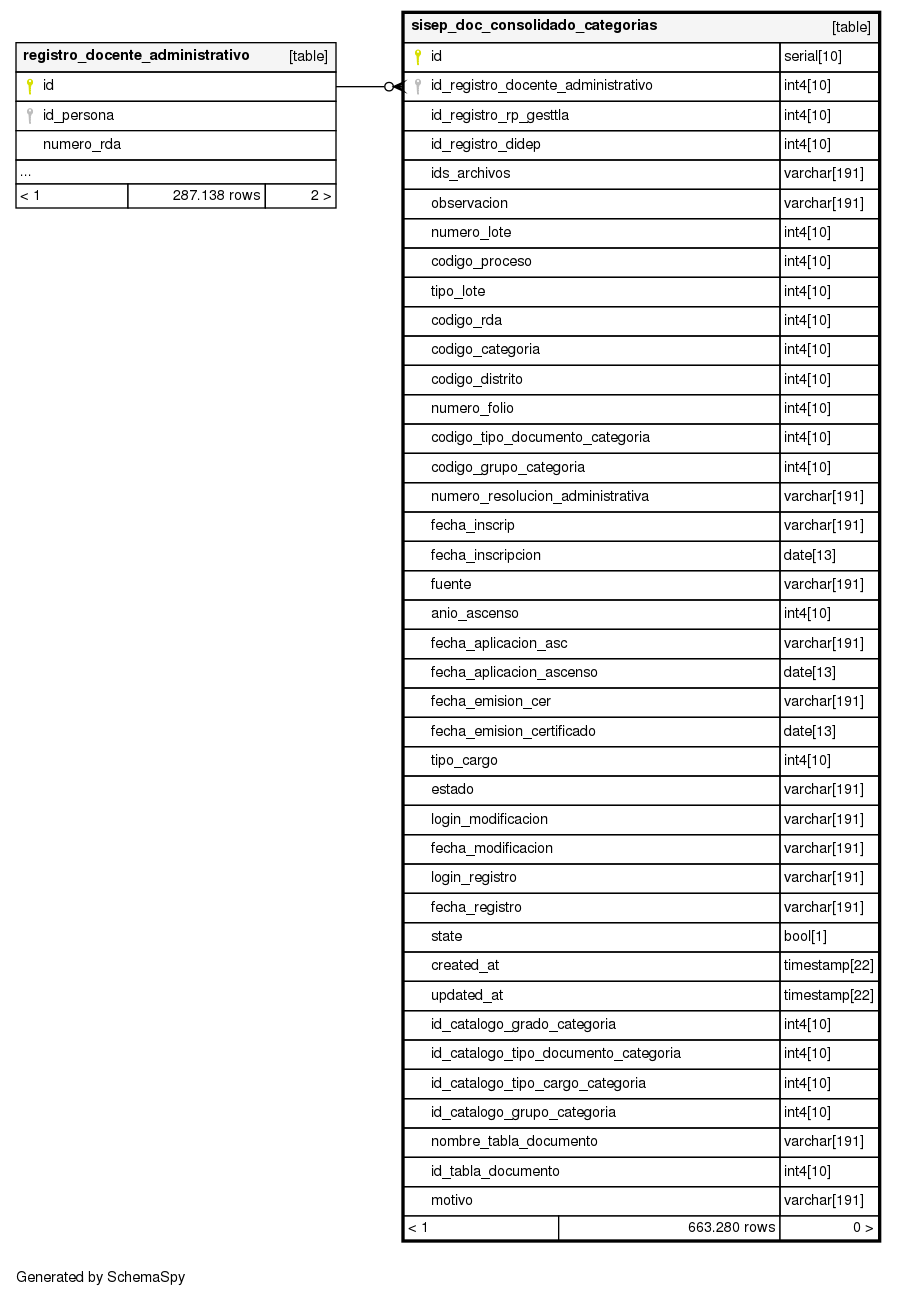 registro_docente_administrativo [table]
id
id_persona
numero_rda
...
< 1 287.138 rows 2 >
sisep_doc_consolidado_categorias [table]
id serial[10]
id_registro_docente_administrativo int4[10]
id_registro_rp_gesttla int4[10]
id_registro_didep int4[10]
ids_archivos varchar[191]
observacion varchar[191]
numero_lote int4[10]
codigo_proceso int4[10]
tipo_lote int4[10]
codigo_rda int4[10]
codigo_categoria int4[10]
codigo_distrito int4[10]
numero_folio int4[10]
codigo_tipo_documento_categoria int4[10]
codigo_grupo_categoria int4[10]
numero_resolucion_administrativa varchar[191]
fecha_inscrip varchar[191]
fecha_inscripcion date[13]
fuente varchar[191]
anio_ascenso int4[10]
fecha_aplicacion_asc varchar[191]
fecha_aplicacion_ascenso date[13]
fecha_emision_cer varchar[191]
fecha_emision_certificado date[13]
tipo_cargo int4[10]
estado varchar[191]
login_modificacion varchar[191]
fecha_modificacion varchar[191]
login_registro varchar[191]
fecha_registro varchar[191]
state bool[1]
created_at timestamp[22]
updated_at timestamp[22]
id_catalogo_grado_categoria int4[10]
id_catalogo_tipo_documento_categoria int4[10]
id_catalogo_tipo_cargo_categoria int4[10]
id_catalogo_grupo_categoria int4[10]
nombre_tabla_documento varchar[191]
id_tabla_documento int4[10]
motivo varchar[191]
< 1 663.280 rows 0 >
Generated by SchemaSpy